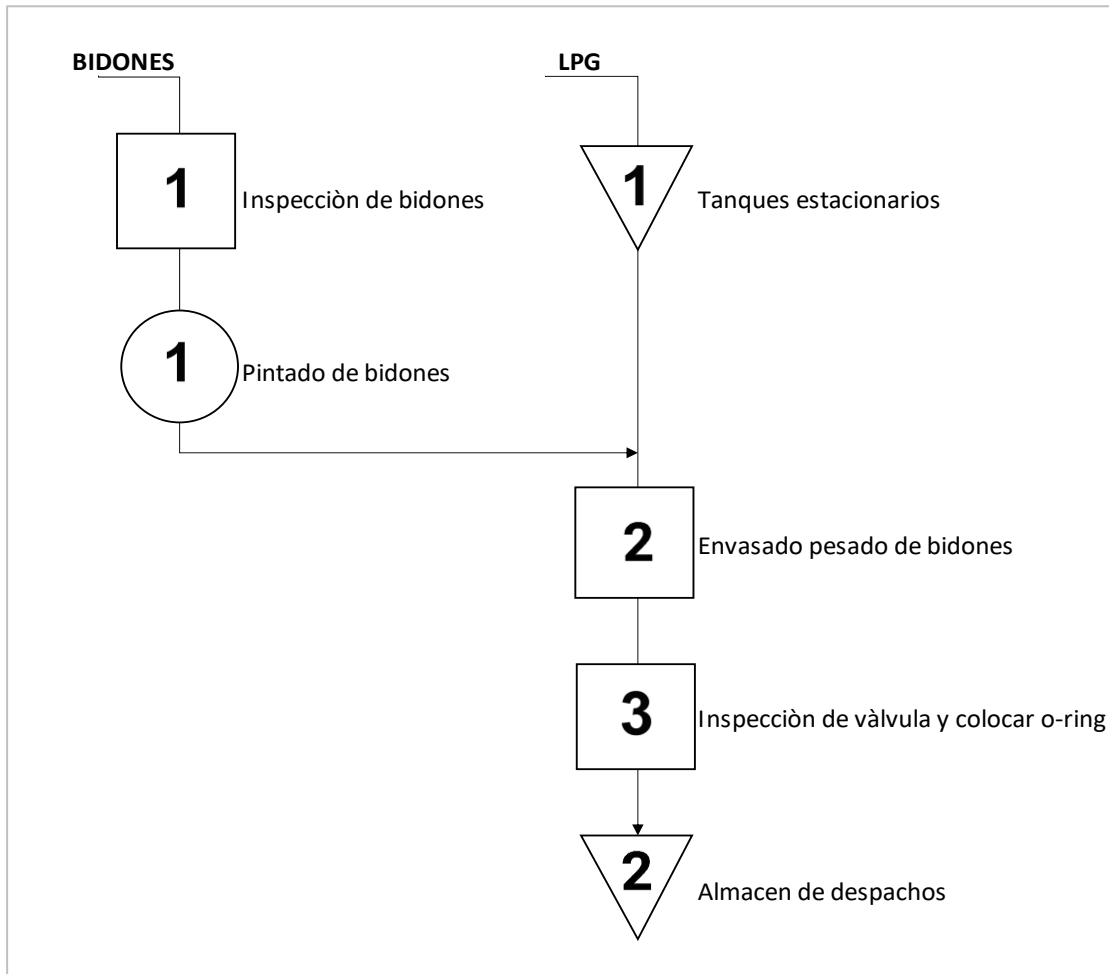 BIDONES
LPG
1
Inspecciòn de bidones
1
Tanques estacionarios
1
Pintado de bidones
2
Envasado pesado de bidones
3
Inspecciòn de vàlvula y colocar o-ring
2
Almacen de despachos